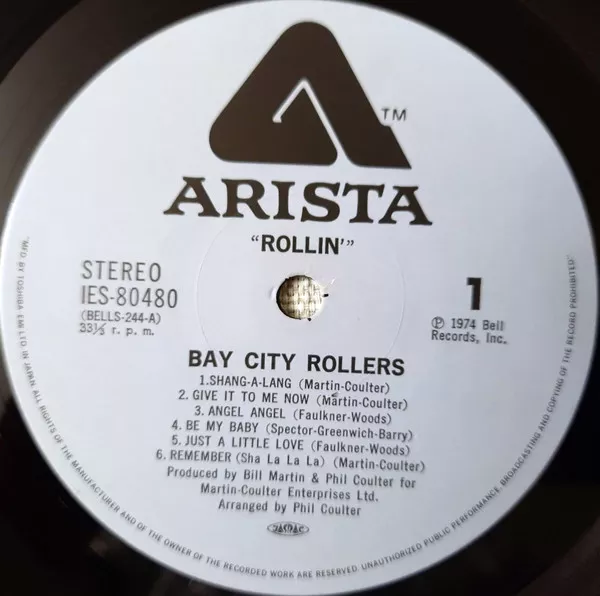 TM
ARISTA
"ROLLIN'"
STEREO
IES-80480
(BELLS-244-A)
33⅓ r. p. m.
1
Ⓟ 1974 Bell
Records, Inc.
BAY CITY ROLLERS
1.SHANG-A-LANG (Martin-Coulter)
2. GIVE IT TO ME NOW (Martin-Coulter)
3. ANGEL ANGEL (Faulkner-Woods)
4. BE MY BABY (Spector-Greenwich-Barry)
5. JUST A LITTLE LOVE (Faulkner-Woods)
6. REMEMBER (Sha La La La) (Martin-Coulter)
Produced by Bill Martin & Phil Coulter for
Martin-Coulter Enterprises Ltd.
Arranged by Phil Coulter
JASRAC
"MF'D BY TOSHIBA EMI LTD. IN JAPAN. ALL RIGHTS OF THE MANUFACTURER AND OF THE OWNER OF THE RECORDED WORK ARE RESERVED. UNAUTHORIZED PUBLIC PERFORMANCE, BROADCASTING AND COPYING OF THE RECORD PROHIBITED"